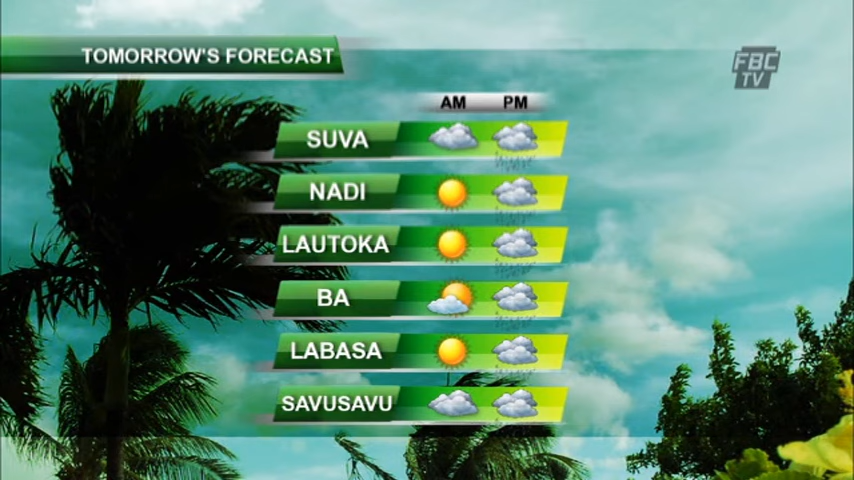 TOMORROW'S FORECAST
FBC
TV
AM PM
SUVA
NADI
LAUTOKA
BA
LABASA
SAVUSAVU